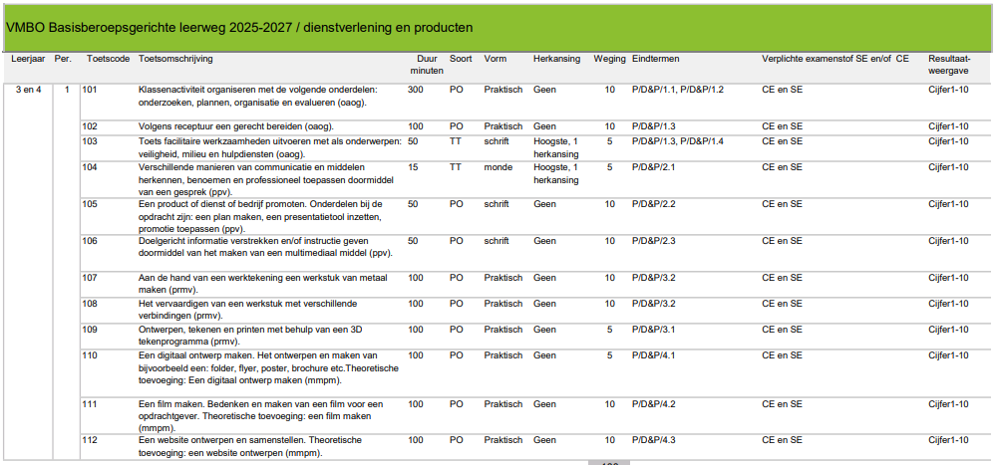 VMBO Basisberoepsgerichte leerweg 2025-2027 / dienstverlening en producten
Leerjaar Per. Toetscode Toetsomschrijving Duur minuten Soort Vorm Herkansing Weging Eindtermen Verplichte examenstof SE en/of CE Resultaat-weergave
3 en 4 1 101 Klassenactiviteit organiseren met de volgende onderdelen: 300 PO Praktisch Geen 10 P/D&P/1.1, P/D&P/1.2 CE en SE Cijfer1-10
onderzoeken, plannen, organisatie en evalueren (oaog).
102 Volgens receptuur een gerecht bereiden (oaog). 100 PO Praktisch Geen 10 P/D&P/1.3 CE en SE Cijfer1-10
103 Toets facilitaire werkzaamheden uitvoeren met als onderwerpen: 50 TT schrift Hoogste, 1 5 P/D&P/1.3, P/D&P/1.4 CE en SE Cijfer1-10
veiligheid, milieu en hulpdiensten (oaog). herkansing
104 Verschillende manieren van communicatie en middelen 15 TT monde Hoogste, 1 5 P/D&P/2.1 CE en SE Cijfer1-10
herkennen, benoemen en professioneel toepassen doormiddel herkansing
van een gesprek (ppv).
105 Een product of dienst of bedrijf promoten. Onderdelen bij de 50 PO schrift Geen 10 P/D&P/2.2 CE en SE Cijfer1-10
opdracht zijn: een plan maken, een presentatietool inzetten,
promotie toepassen (ppv).
106 Doelgericht informatie verstrekken en/of instructie geven 50 PO schrift Geen 10 P/D&P/2.3 CE en SE Cijfer1-10
doormiddel van het maken van een multimediaal middel (ppv).
107 Aan de hand van een werktekening een werkstuk van metaal 100 PO Praktisch Geen 10 P/D&P/3.2 CE en SE Cijfer1-10
maken (prmv).
108 Het vervaardigen van een werkstuk met verschillende 100 PO Praktisch Geen 10 P/D&P/3.2 CE en SE Cijfer1-10
verbindingen (prmv).
109 Ontwerpen, tekenen en printen met behulp van een 3D 100 PO Praktisch Geen 5 P/D&P/3.1 CE en SE Cijfer1-10
tekenprogramma (prmv).
110 Een digitaal ontwerp maken. Het ontwerpen en maken van 100 PO Praktisch Geen 5 P/D&P/4.1 CE en SE Cijfer1-10
bijvoorbeeld een: folder, flyer, poster, brochure etc.Theoretische
toevoeging: Een digitaal ontwerp maken (mmpm).
111 Een film maken. Bedenken en maken van een film voor een 100 PO Praktisch Geen 10 P/D&P/4.2 CE en SE Cijfer1-10
opdrachtgever. Theoretische toevoeging: een film maken
(mmpm).
112 Een website ontwerpen en samenstellen. Theoretische 100 PO Praktisch Geen 10 P/D&P/4.3 CE en SE Cijfer1-10
toevoeging: een website ontwerpen (mmpm).